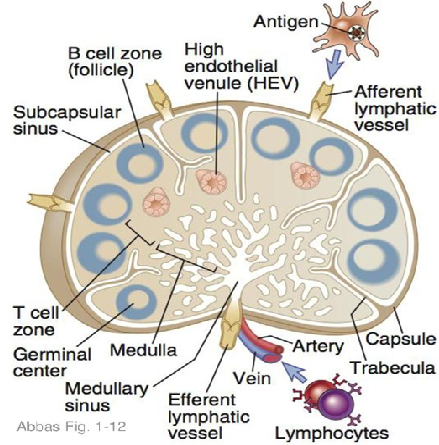 Antigen
B cell zone
(follicle)
High
endothelial
venule (HEV)
Afferent
lymphatic
vessel
Subcapsular
sinus
T cell
zone
Germinal
center
Medulla
Medullary
sinus
Efferent
lymphatic
vessel
Vein
Artery
Capsule
Trabecula
Lymphocytes
Abbas Fig. 1-12